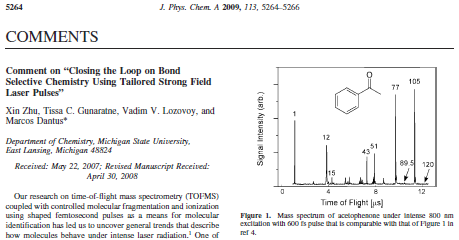 5264
J. Phys. Chem. A 2009, 113, 5264–5266
COMMENTS
Comment on “Closing the Loop on Bond
Selective Chemistry Using Tailored Strong Field
Laser Pulses”
Xin Zhu, Tissa C. Gunaratne, Vadim V. Lozovoy, and
Marcos Dantus*
Department of Chemistry, Michigan State University,
East Lansing, Michigan 48824
Received: May 22, 2007; Revised Manuscript Received:
April 30, 2008
Our research on time-of-flight mass spectrometry (TOFMS)
coupled with controlled molecular fragmentation and ionization
using shaped femtosecond pulses as a means for molecular
identification has led us to uncover general trends that describe
how molecules behave under intense laser radiation.¹ One of
Signal Intensity (arb.)
O
1
12
15
43
51
77
89.5
105
120
0
4
8
12
Time of Flight [μs]
Figure 1. Mass spectrum of acetophenone under intense 800 nm
excitation with 600 fs pulse that is comparable with that of Figure 1 in
ref 4.